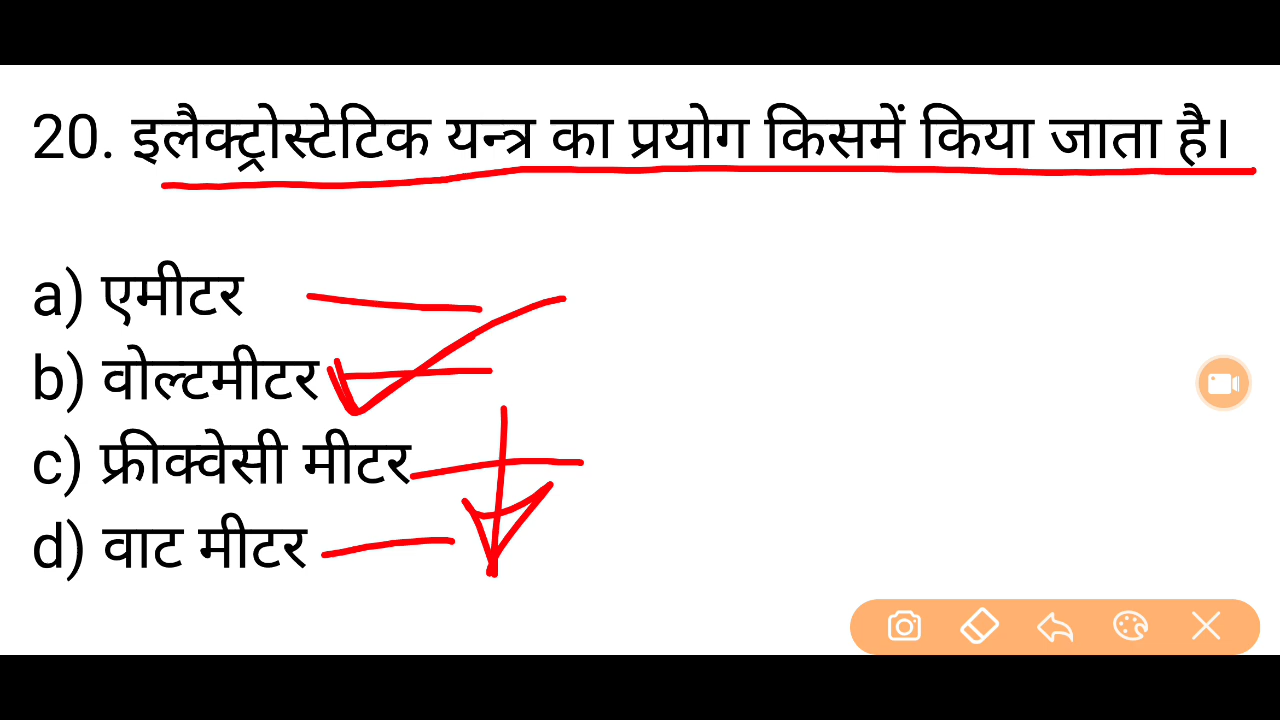 20. इलैक्ट्रोस्टेटिक यन्त्र का प्रयोग किसमें किया जाता है।
a) एमीटर
b) वोल्टमीटर
c) फ्रीक्वेसी मीटर
d) वाट मीटर